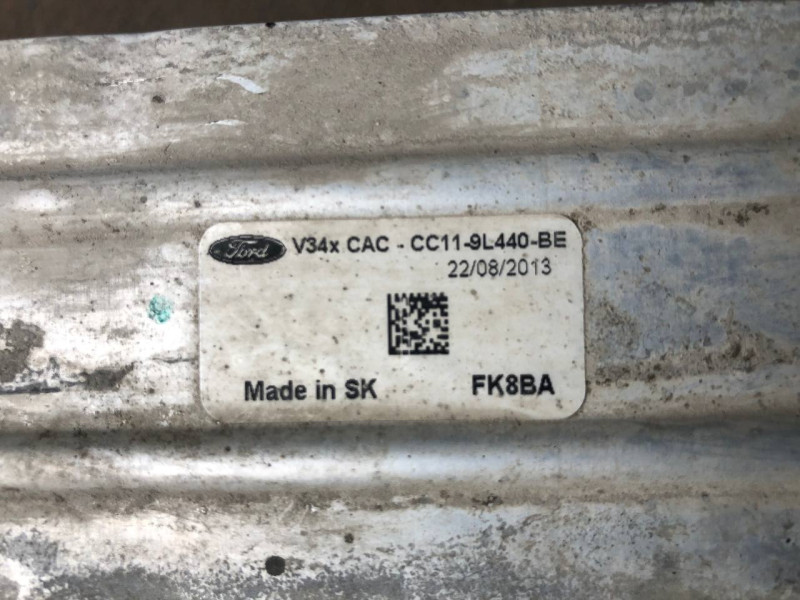 Ford V34x CAC - CC11-9L440-BE
22/08/2013
Made in SK FK8BA